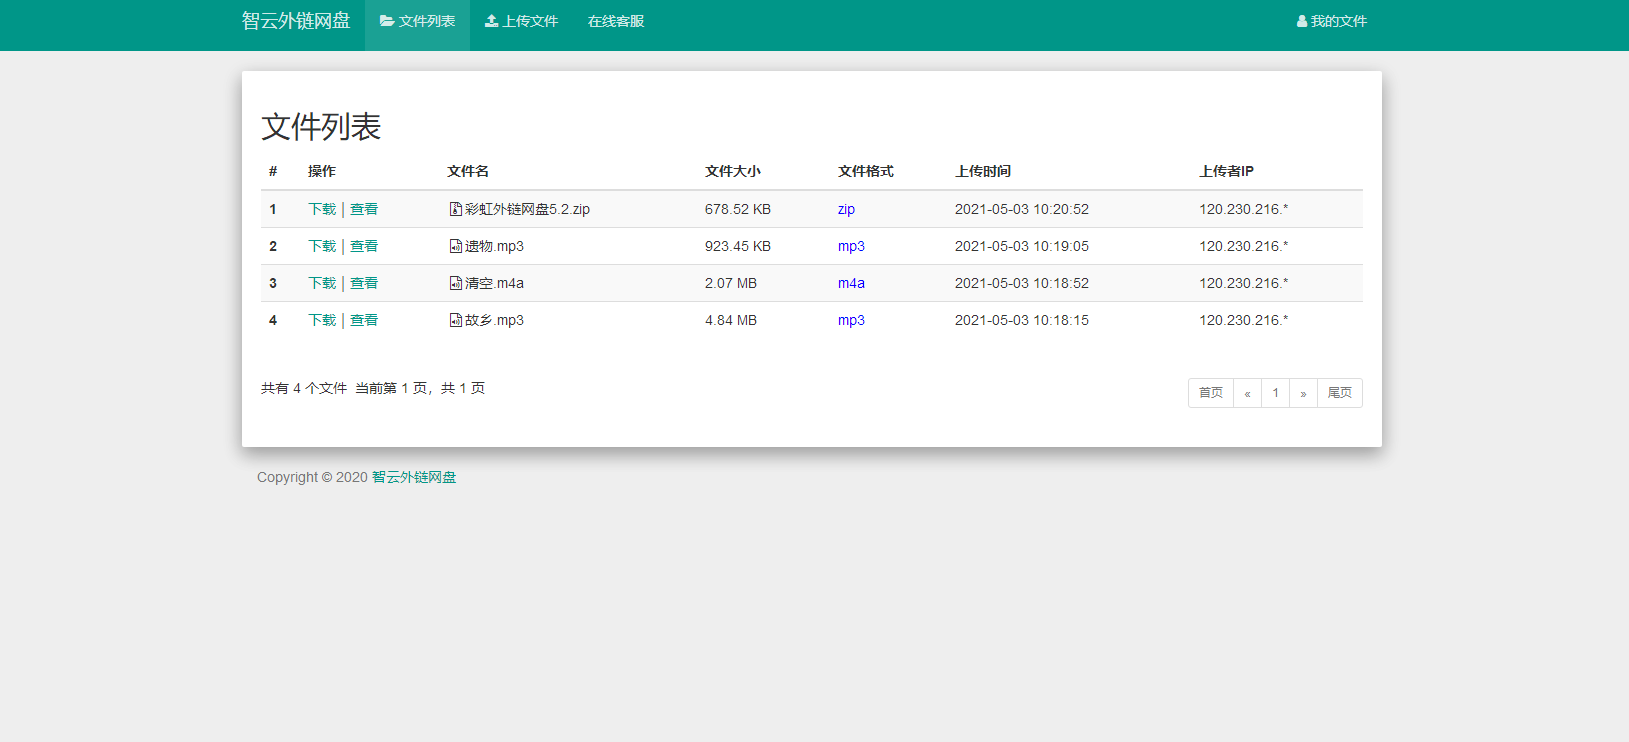 智云外链网盘 文件列表 上传文件 在线客服 我的文件
文件列表
# 操作 文件名 文件大小 文件格式 上传时间 上传者IP
1 下载 | 查看 彩虹外链网盘5.2.zip 678.52 KB zip 2021-05-03 10:20:52 120.230.216.*
2 下载 | 查看 遗物.mp3 923.45 KB mp3 2021-05-03 10:19:05 120.230.216.*
3 下载 | 查看 清空.m4a 2.07 MB m4a 2021-05-03 10:18:52 120.230.216.*
4 下载 | 查看 故乡.mp3 4.84 MB mp3 2021-05-03 10:18:15 120.230.216.*
共有 4 个文件 当前第 1 页，共 1 页 首页 « 1 » 尾页
Copyright © 2020 智云外链网盘